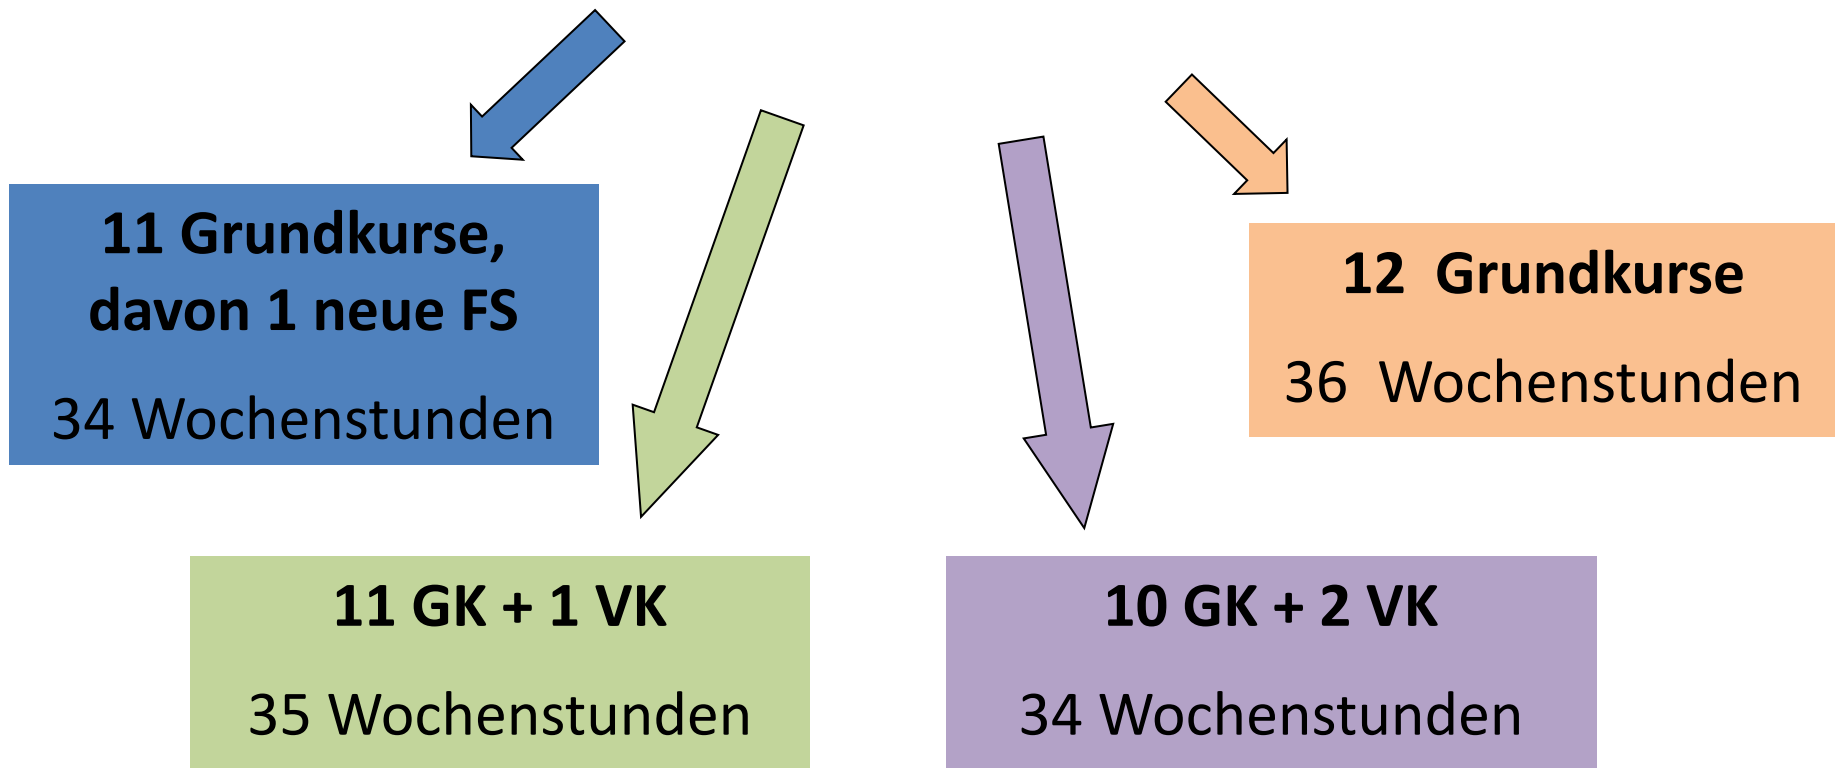 11 Grundkurse,
davon 1 neue FS
34 Wochenstunden
12 Grundkurse
36 Wochenstunden
11 GK + 1 VK
35 Wochenstunden
10 GK + 2 VK
34 Wochenstunden